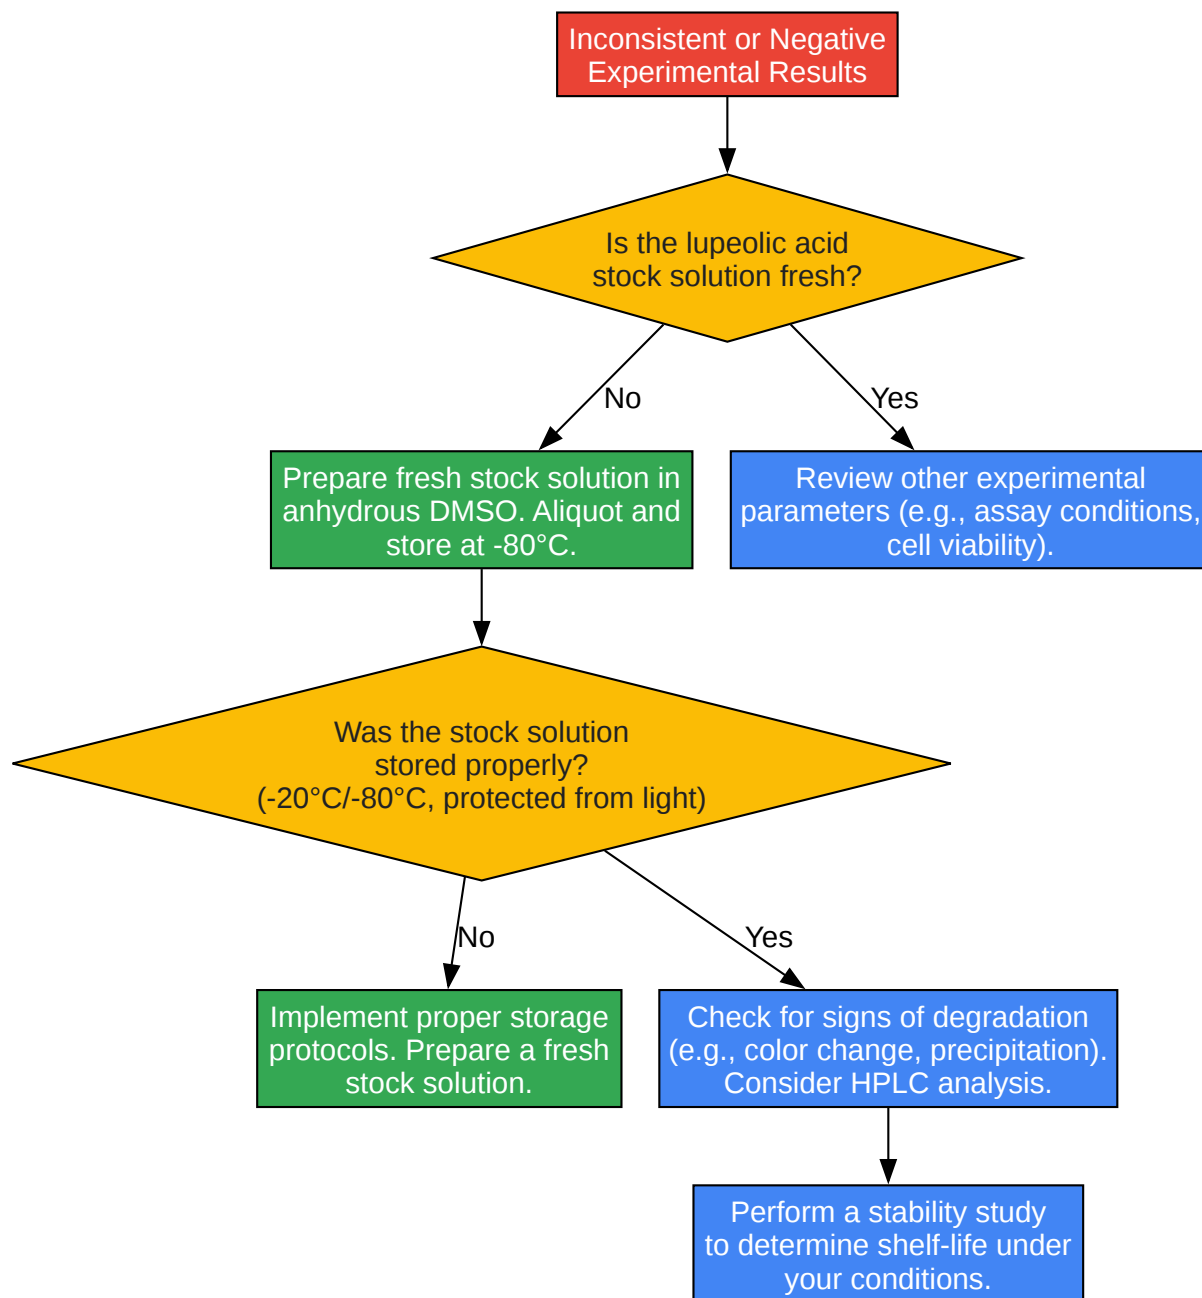 Inconsistent or Negative
Experimental Results
Is the lupeolic acid
stock solution fresh?
No
Yes
Prepare fresh stock solution in
anhydrous DMSO. Aliquot and
store at -80°C.
Review other experimental
parameters (e.g., assay conditions,
cell viability).
Was the stock solution
stored properly?
(-20°C/-80°C, protected from light)
No
Yes
Implement proper storage
protocols. Prepare a fresh
stock solution.
Check for signs of degradation
(e.g., color change, precipitation).
Consider HPLC analysis.
Perform a stability study
to determine shelf-life under
your conditions.